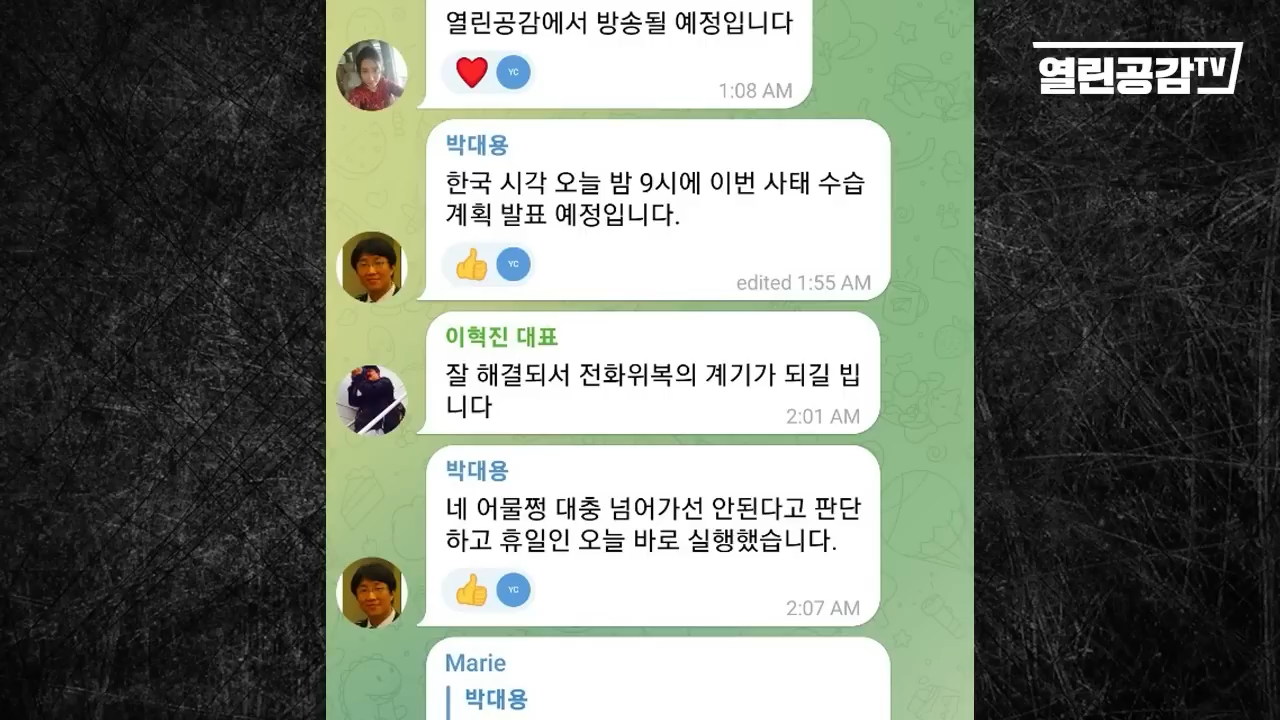 열린공감에서 방송될 예정입니다
YC
1:08 AM
열린공감TV
박대용
한국 시각 오늘 밤 9시에 이번 사태 수습
계획 발표 예정입니다.
YC
edited 1:55 AM
이혁진 대표
잘 해결되서 전화위복의 계기가 되길 빕
니다
2:01 AM
박대용
네 어물쩡 대충 넘어가선 안된다고 판단
하고 휴일인 오늘 바로 실행했습니다.
YC
2:07 AM
Marie
박대용